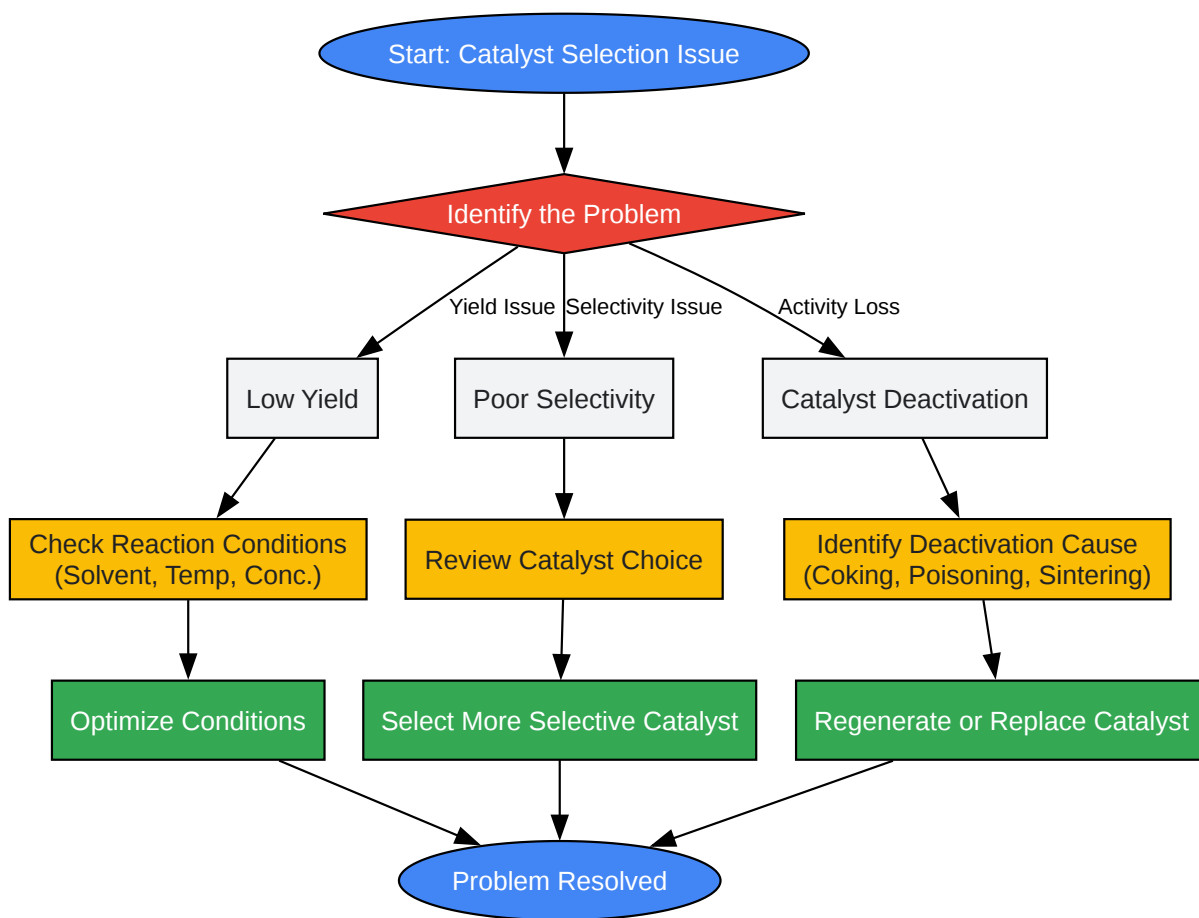 Start: Catalyst Selection Issue
Identify the Problem
Yield Issue
Selectivity Issue
Activity Loss
Low Yield
Poor Selectivity
Catalyst Deactivation
Check Reaction Conditions
(Solvent, Temp, Conc.)
Review Catalyst Choice
Identify Deactivation Cause
(Coking, Poisoning, Sintering)
Optimize Conditions
Select More Selective Catalyst
Regenerate or Replace Catalyst
Problem Resolved